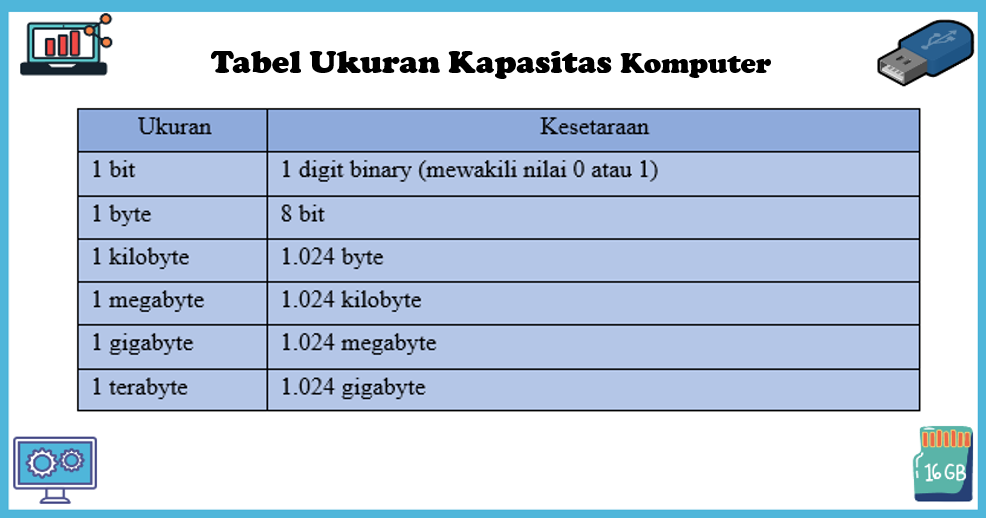 Tabel Ukuran Kapasitas Komputer
Ukuran Kesetaraan
1 bit 1 digit binary (mewakili nilai 0 atau 1)
1 byte 8 bit
1 kilobyte 1.024 byte
1 megabyte 1.024 kilobyte
1 gigabyte 1.024 megabyte
1 terabyte 1.024 gigabyte
16 GB